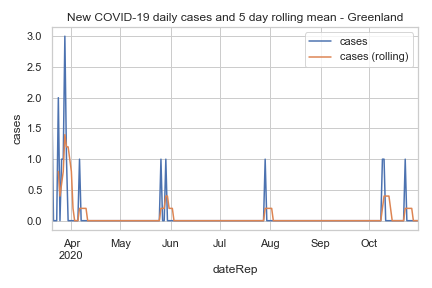 New COVID-19 daily cases and 5 day rolling mean - Greenland
cases
cases (rolling)
3.0
2.5
2.0
1.5
1.0
0.5
0.0
cases
Apr May Jun Jul Aug Sep Oct
2020
dateRep